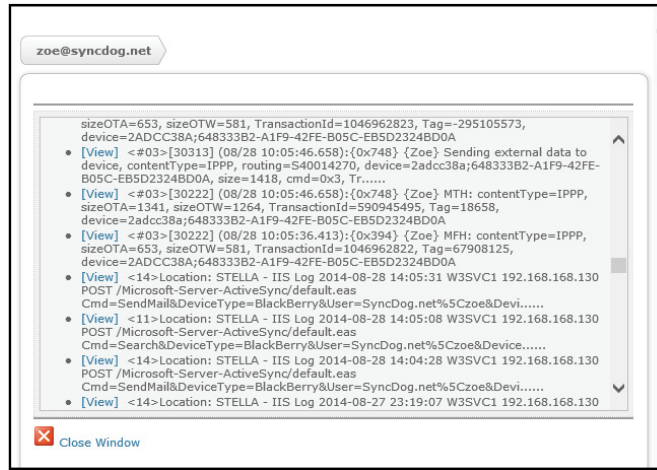 zoe@syncdog.net
sizeOTA=653, sizeOTW=581, TransactionId=1046962823, Tag=-295105573,
device=2ADCC38A;648333B2-A1F9-42FE-B05C-EB5D2324BD0A
[View] <#03>[30313] (08/28 10:05:46.658):{0x748} {Zoe} Sending external data to
device, contentType=IPPP, routing=S40014270, device=2adcc38a;648333B2-A1F9-42FE-
B05C-EB5D2324BD0A, size=1418, cmd=0x3, Tr......
[View] <#03>[30222] (08/28 10:05:46.658):{0x748} {Zoe} MTH: contentType=IPPP,
sizeOTA=1341, sizeOTW=1264, TransactionId=590945495, Tag=18658,
device=2adcc38a;648333B2-A1F9-42FE-B05C-EB5D2324BD0A
[View] <#03>[30222] (08/28 10:05:36.413):{0x394} {Zoe} MFH: contentType=IPPP,
sizeOTA=653, sizeOTW=581, TransactionId=1046962822, Tag=67908125,
device=2ADCC38A;648333B2-A1F9-42FE-B05C-EB5D2324BD0A
[View] <14>Location: STELLA - IIS Log 2014-08-28 14:05:31 W3SVC1 192.168.168.130
POST /Microsoft-Server-ActiveSync/default.eas
Cmd=SendMail&DeviceType=BlackBerry&User=SyncDog.net%5Czoe&Devi......
[View] <11>Location: STELLA - IIS Log 2014-08-28 14:05:08 W3SVC1 192.168.168.130
POST /Microsoft-Server-ActiveSync/default.eas
Cmd=Search&DeviceType=BlackBerry&User=SyncDog.net%5Czoe&Device......
[View] <14>Location: STELLA - IIS Log 2014-08-28 14:04:28 W3SVC1 192.168.168.130
POST /Microsoft-Server-ActiveSync/default.eas
Cmd=SendMail&DeviceType=BlackBerry&User=SyncDog.net%5Czoe&Devi......
[View] <14>Location: STELLA - IIS Log 2014-08-27 23:19:07 W3SVC1 192.168.168.130
Close Window